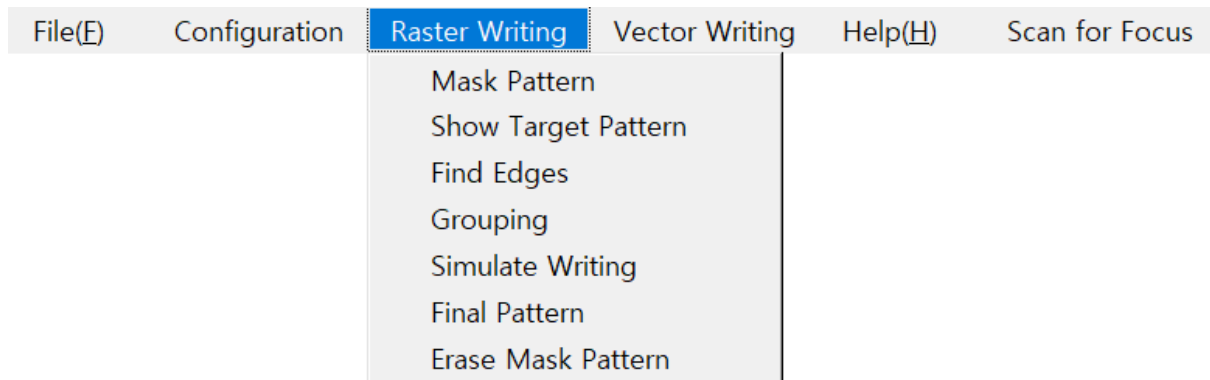 File(F) Configuration Raster Writing Vector Writing Help(H) Scan for Focus
Mask Pattern
Show Target Pattern
Find Edges
Grouping
Simulate Writing
Final Pattern
Erase Mask Pattern